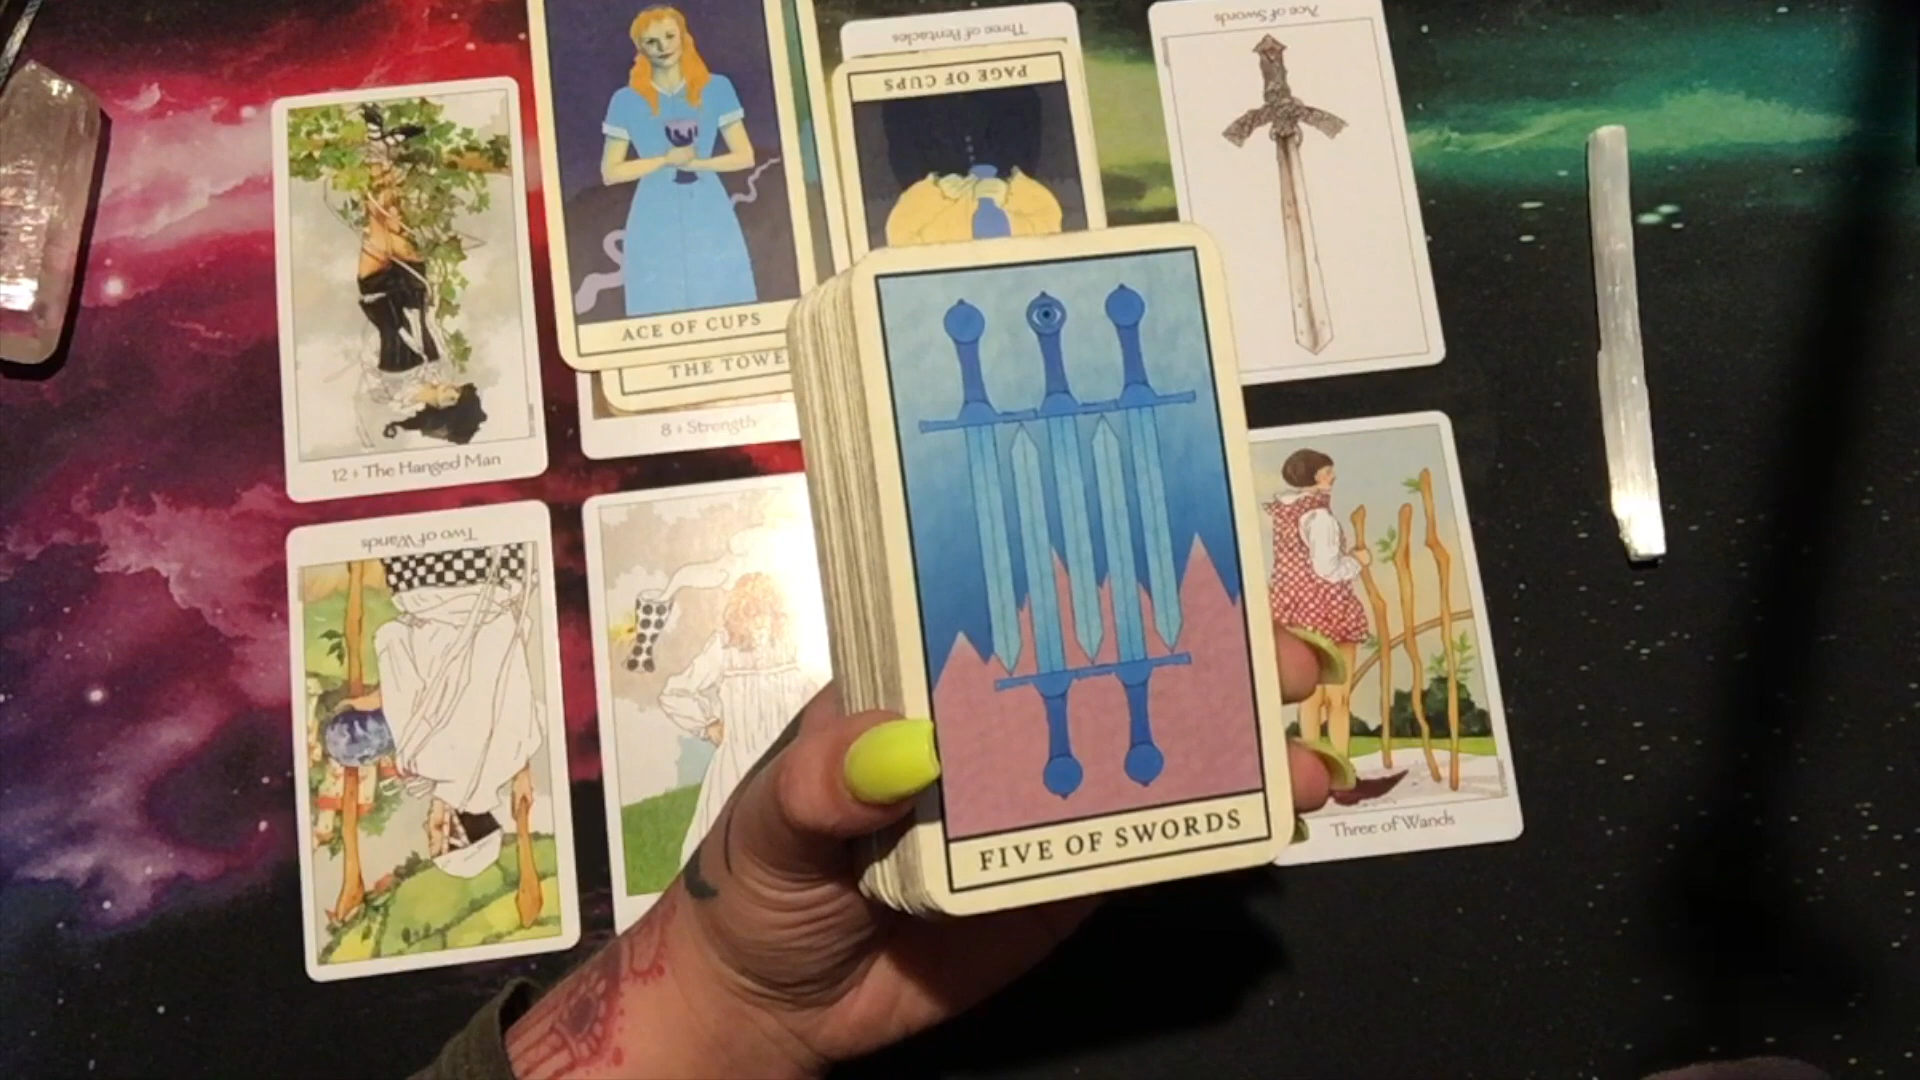 Three of Pentacles
Ace of Swords
PAGE OF CUPS
ACE OF CUPS
THE TOWE
8 + Strength
12 + The Hanged Man
Two of Wands
Three of Wands
FIVE OF SWORDS